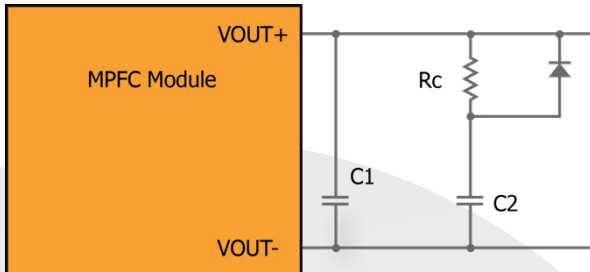 VOUT+
MPFC Module
Rc
C1
C2
VOUT-